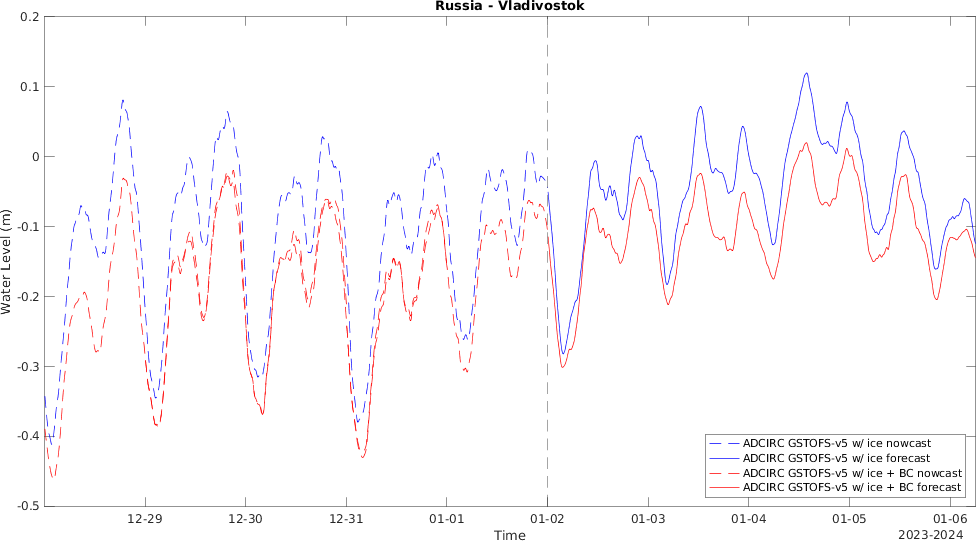 Russia - Vladivostok
Water Level (m)
0.2
0.1
0
-0.1
-0.2
-0.3
-0.4
-0.5
12-29
12-30
12-31
01-01
01-02
01-03
01-04
01-05
01-06
Time
2023-2024
ADCIRC GSTOFS-v5 w/ ice nowcast
ADCIRC GSTOFS-v5 w/ ice forecast
ADCIRC GSTOFS-v5 w/ ice + BC nowcast
ADCIRC GSTOFS-v5 w/ ice + BC forecast